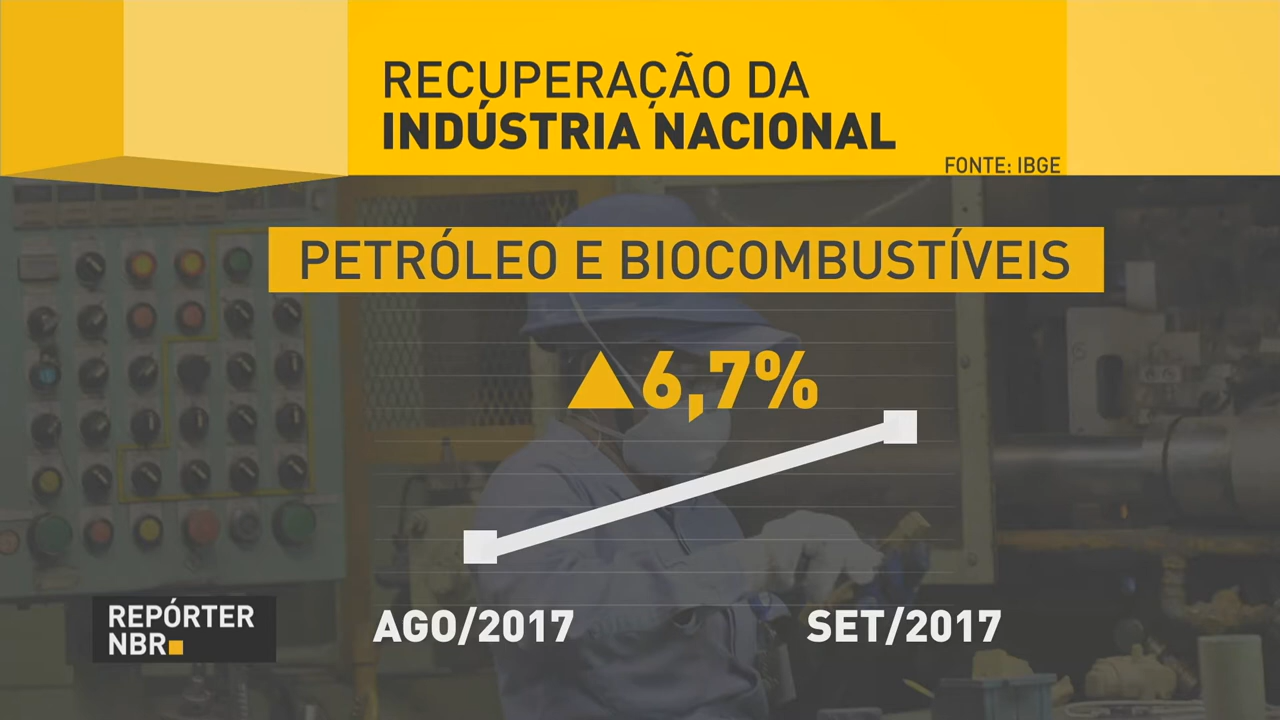 RECUPERAÇÃO DA
INDÚSTRIA NACIONAL
FONTE: IBGE
PETRÓLEO E BIOCOMBUSTÍVEIS
6,7%
AGO/2017
SET/2017
REPÓRTER
NBR